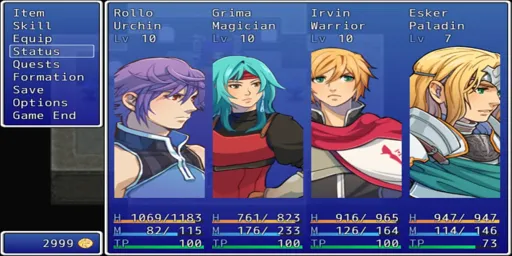 Item
Skill
Equip
Status
Quests
Formation
Save
Options
Game End
2999
Rollo
Urchin
Lv 10
H 1069/1183
M 82/ 115
TP 100
Grima
Magician
Lv 10
H 761/ 823
M 176/ 233
TP 100
Irvin
Warrior
Lv 10
H 916/ 965
M 126/ 164
TP 100
Esker
Paladin
Lv 7
H 947/ 947
M 114/ 146
TP 73